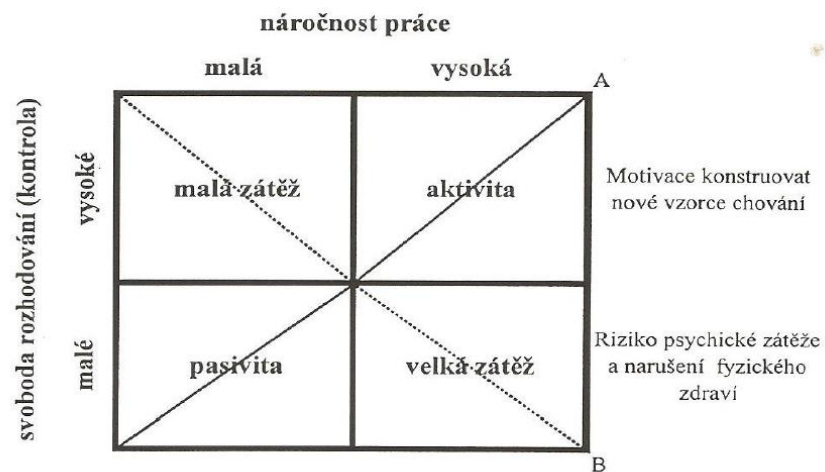 náročnost práce
malá
vysoká
A
svoboda rozhodování (kontrola)
vysoké
malá zátěž
aktivita
Motivace konstruovat
nové vzorce chování
malé
pasivita
velká zátěž
Riziko psychické zátěže
a narušení fyzického
zdraví
B